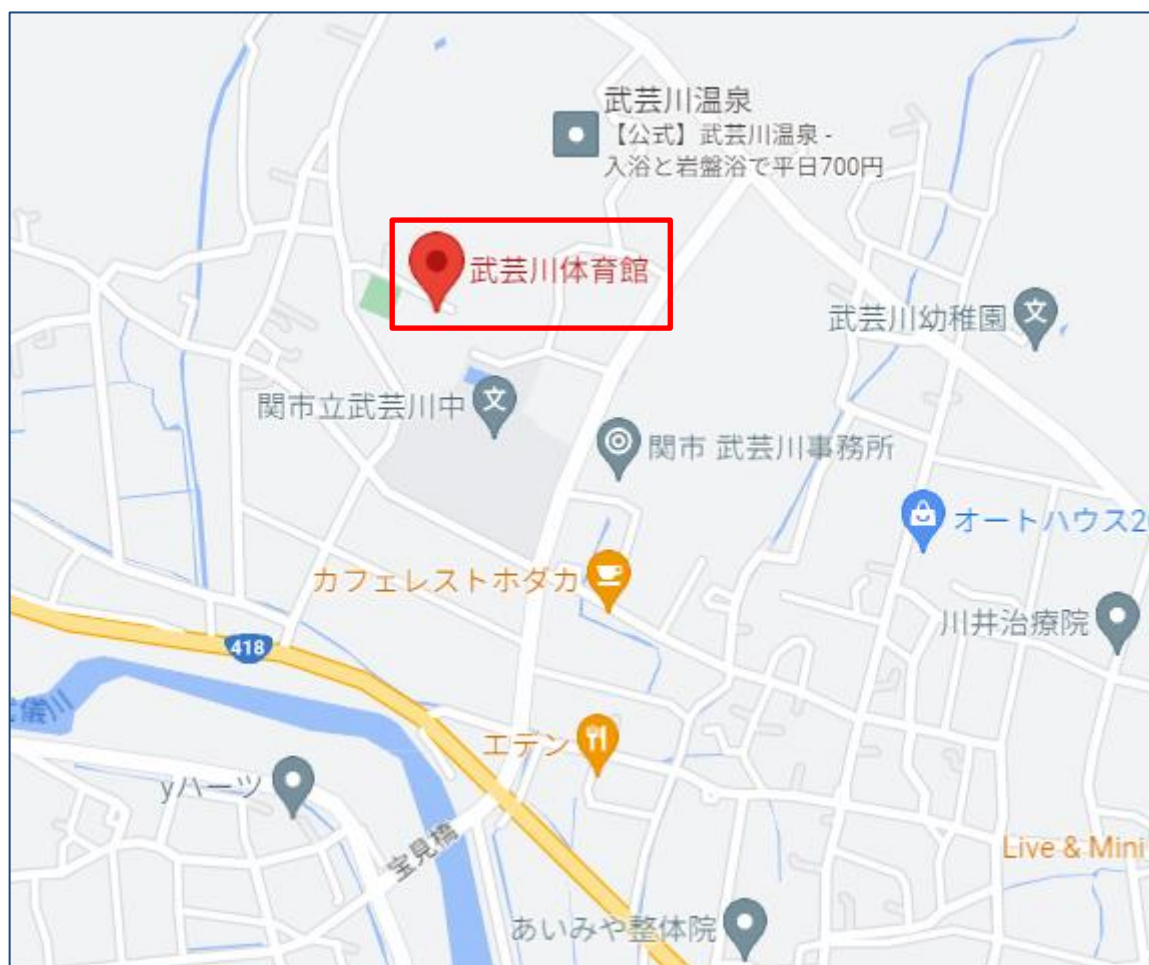 武芸川温泉
【公式】武芸川温泉 -
入浴と岩盤浴で平日700円
武芸川体育館
武芸川幼稚園
関市立武芸川中
関市 武芸川事務所
オートハウス2
カフェレストホダカ
川井治療院
418
儀川
エデン
yハーツ
宝見橋
Live & Mini
あいみや整体院